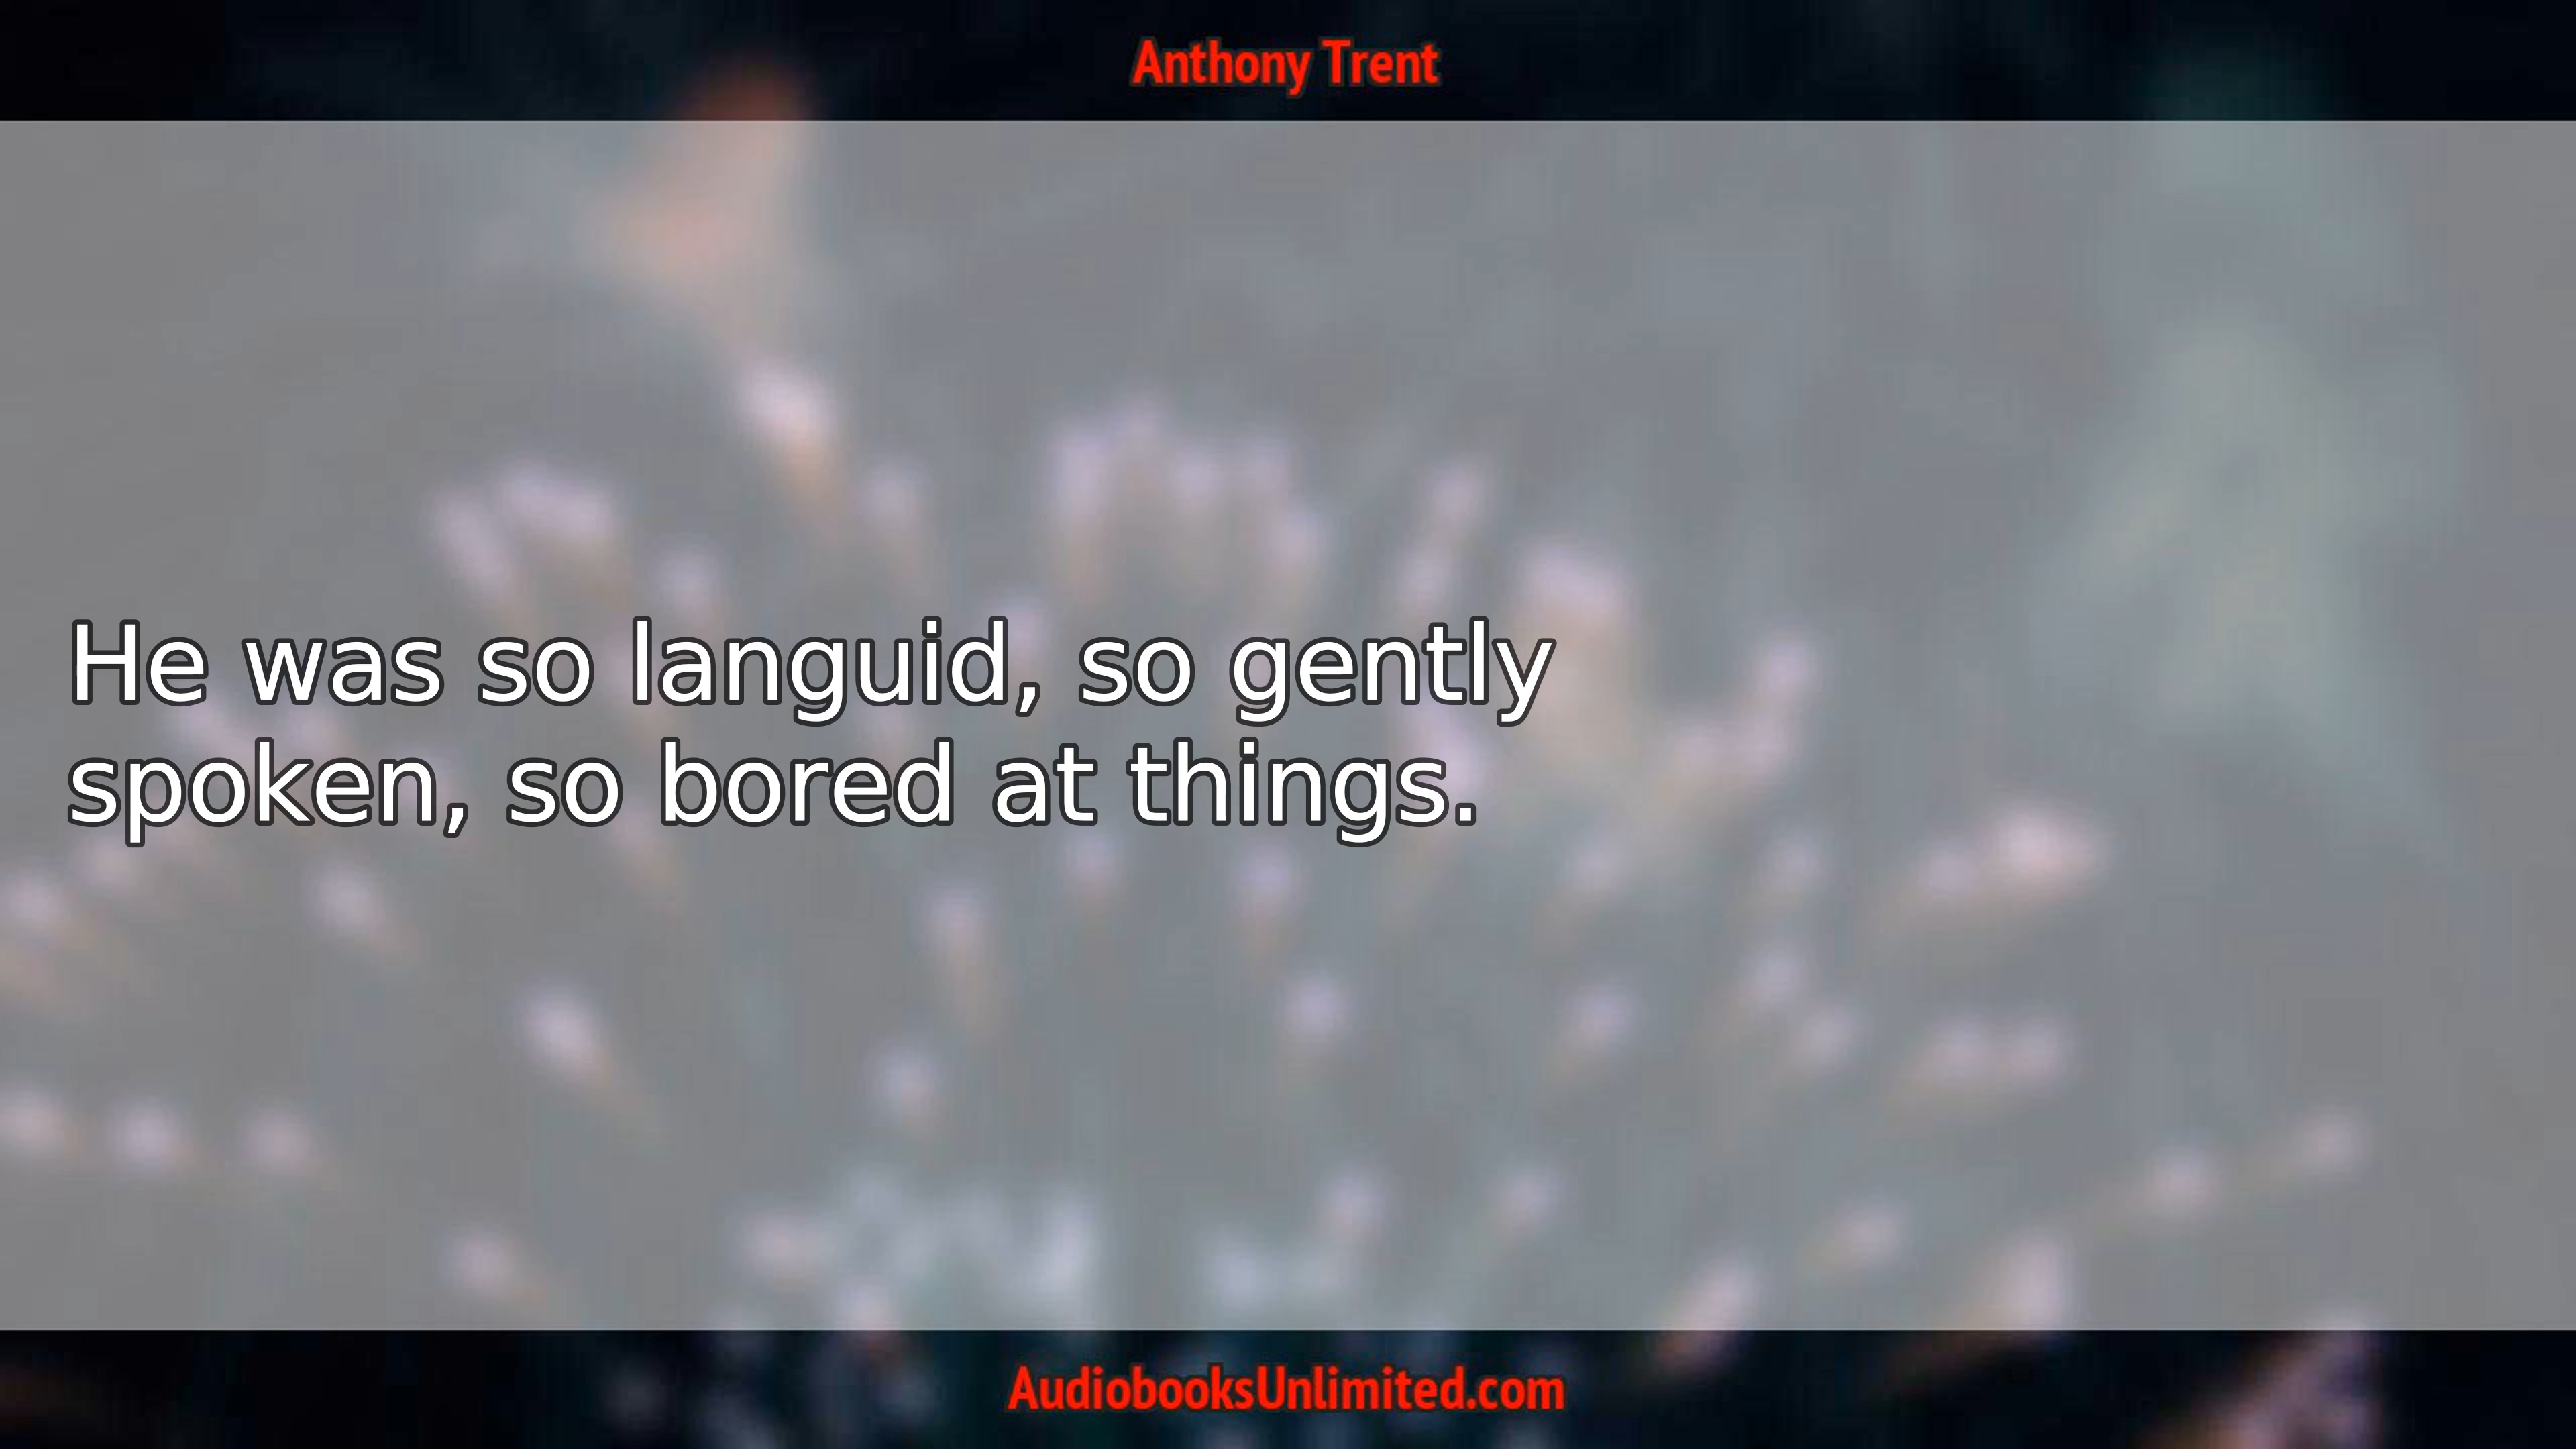 Anthony Trent
He was so languid, so gently
spoken, so bored at things.
AudiobooksUnlimited.com